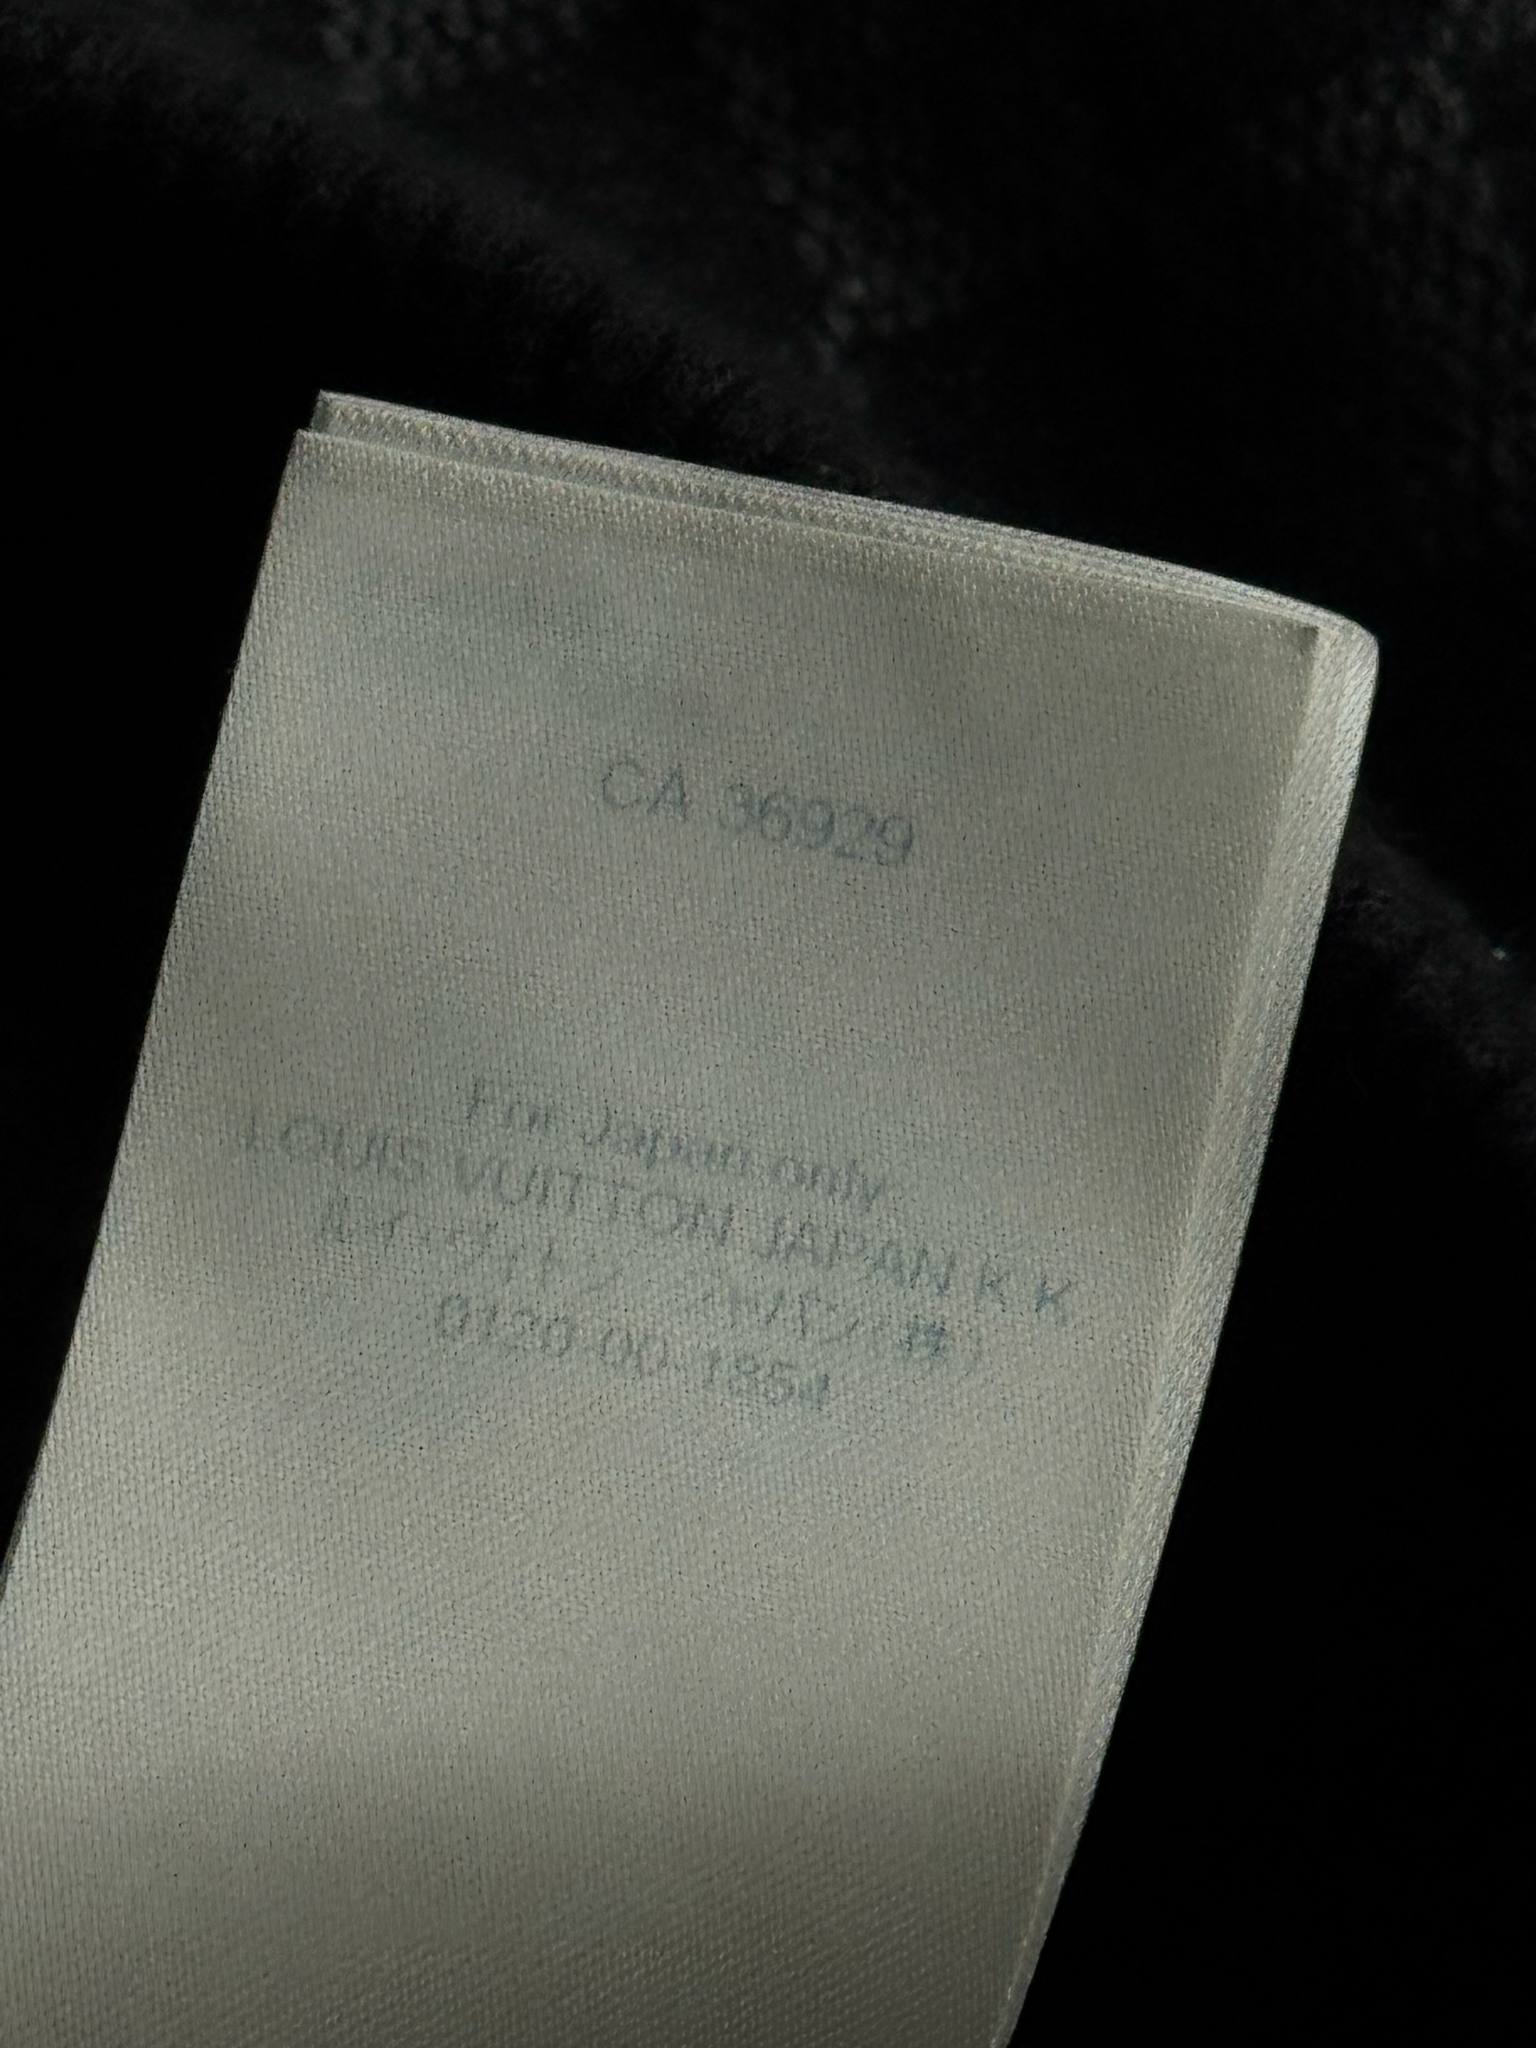 CA 36929
For Japan only
LOUIS VUITTON JAPAN K K
0120-00-1854